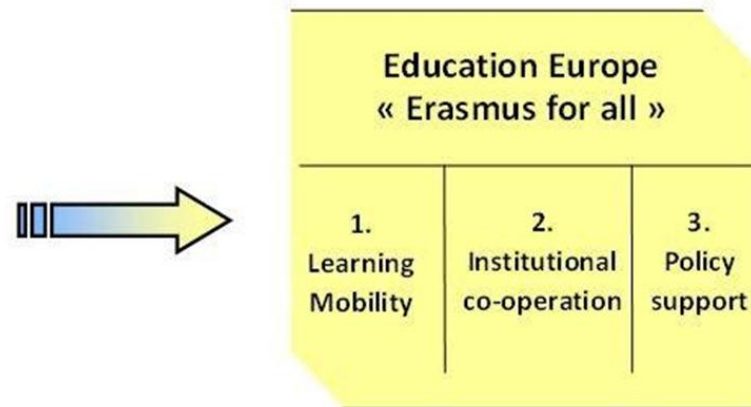 Education Europe
« Erasmus for all »
1.
Learning
Mobility
2.
Institutional
co-operation
3.
Policy
support